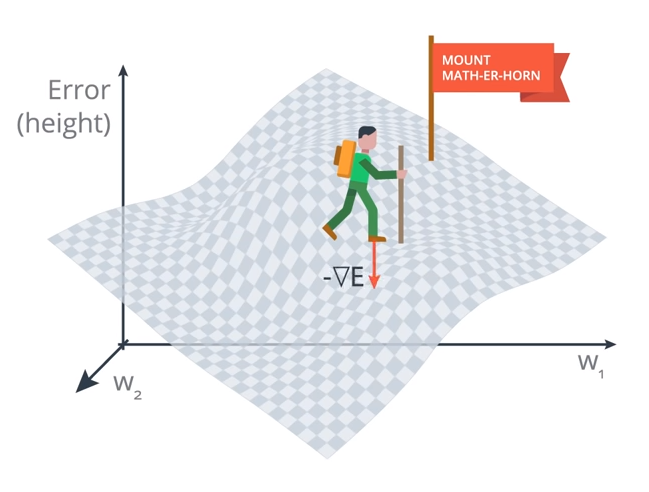 MOUNT
MATH-ER-HORN
Error
(height)
-∇E
w₁
w₂